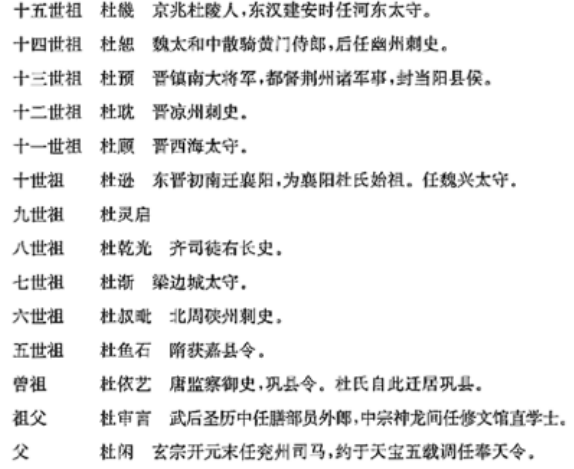 十五世祖 杜畿 京兆杜陵人,东汉建安时任河东太守。
十四世祖 杜恕 魏太和中散骑黄门侍郎,后任幽州刺史。
十三世祖 杜预 晋镇南大将军,都督荆州诸军事,封当阳县侯。
十二世祖 杜耽 晋凉州刺史。
十一世祖 杜顾 晋西海太守。
十世祖 杜逊 东晋初南迁襄阳,为襄阳杜氏始祖。任魏兴太守。
九世祖 杜灵启
八世祖 杜乾光 齐司徒右长史。
七世祖 杜渐 梁边城太守。
六世祖 杜叔毗 北周硖州刺史。
五世祖 杜鱼石 隋获嘉县令。
曾祖 杜依艺 唐监察御史,巩县令。杜氏自此迁居巩县。
祖父 杜审言 武后圣历中任膳部员外郎,中宗神龙间任修文馆直学士。
父 杜闲 玄宗开元末任兖州司马,约于天宝五载调任奉天令。